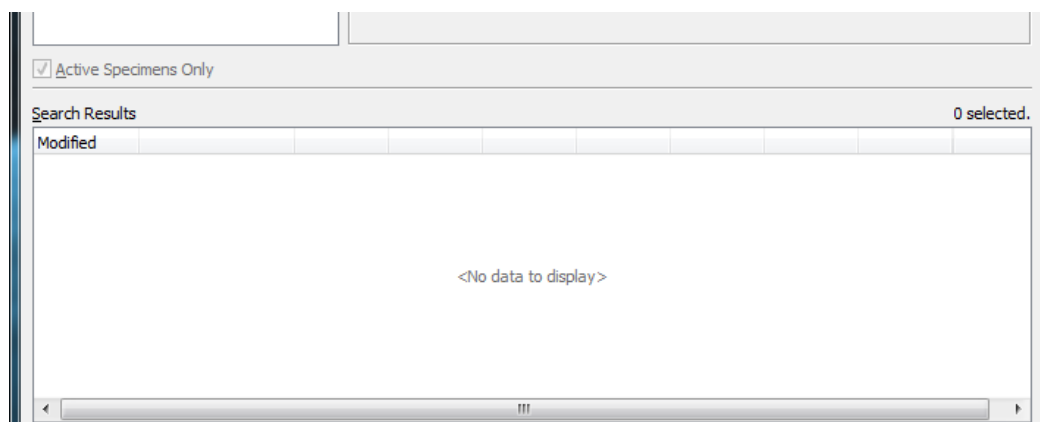 Active Specimens Only
Search Results 0 selected.
Modified
<No data to display>